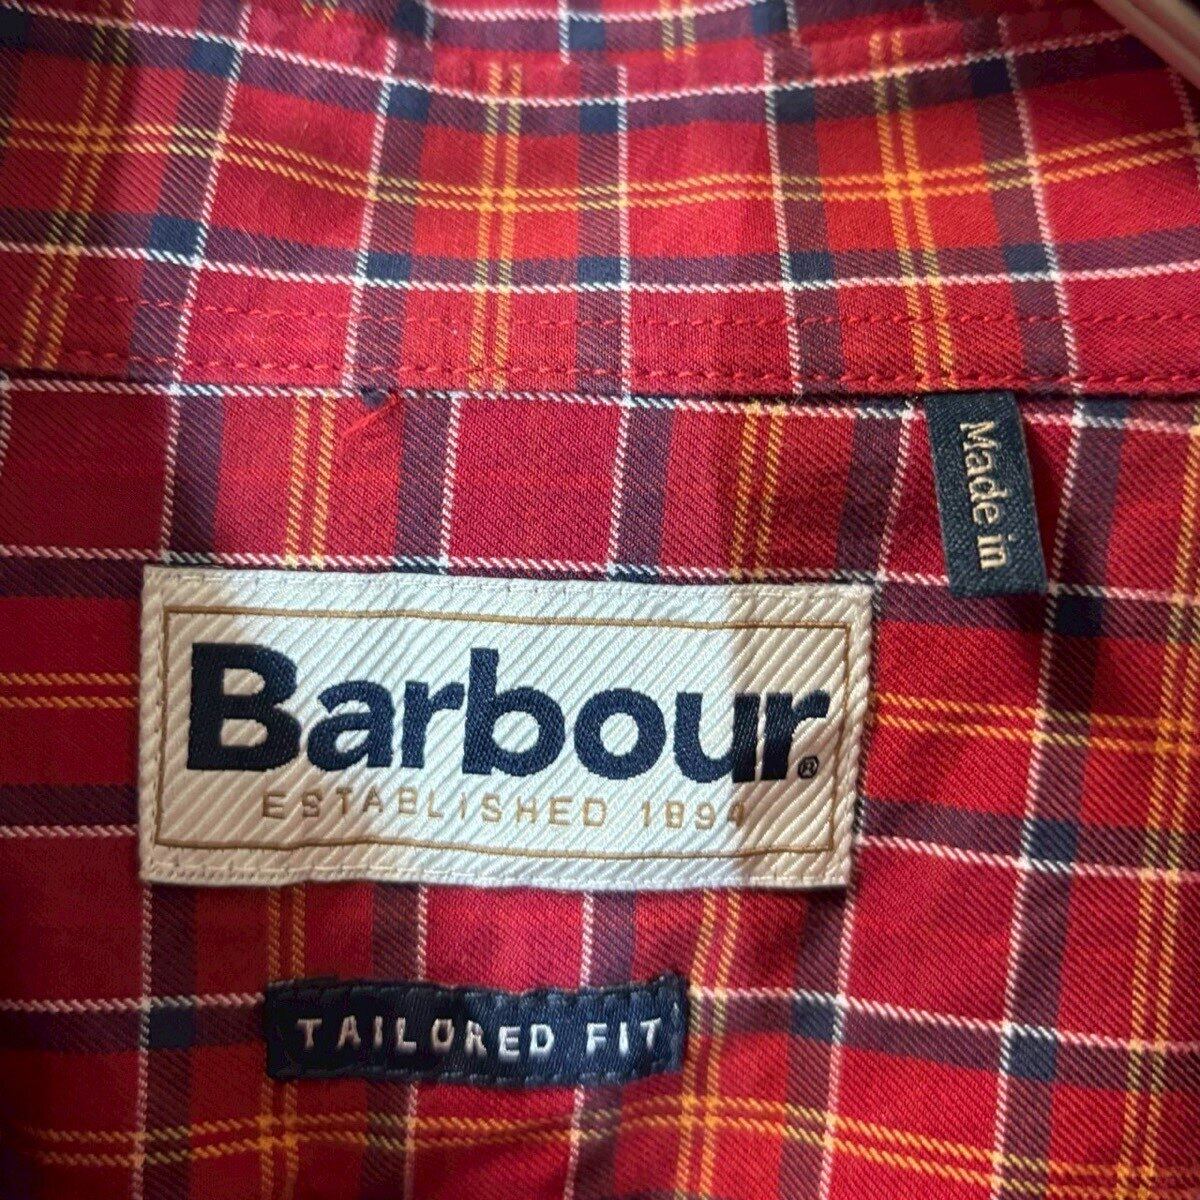 Made in
Barbour®
ESTABLISHED 1894
TAILORED FIT